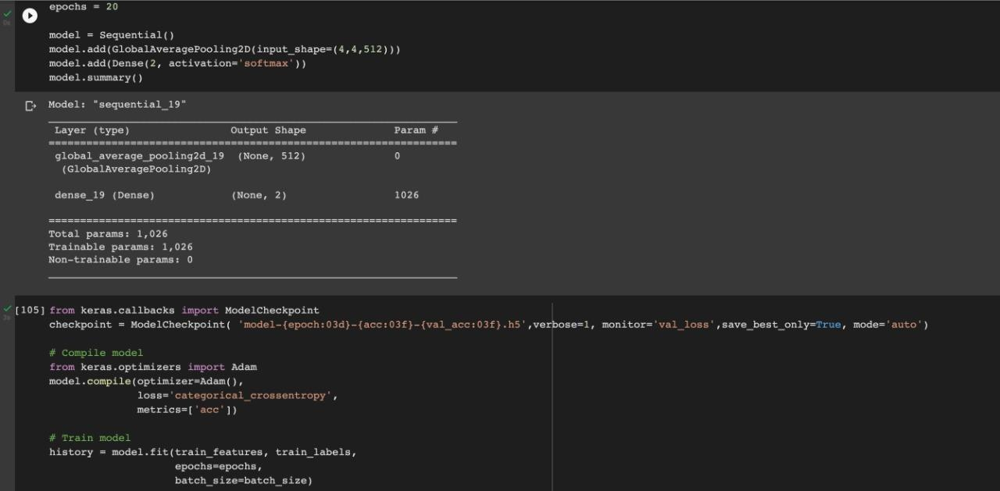 epochs = 20
model = Sequential()
model.add(GlobalAveragePooling2D(input_shape=(4,4,512)))
model.add(Dense(2, activation='softmax'))
model.summary()
0s
Model: "sequential_19"
Layer (type) Output Shape Param #
=================================================================
global_average_pooling2d_19 (None, 512) 0
(GlobalAveragePooling2D)
dense_19 (Dense) (None, 2) 1026
=================================================================
Total params: 1,026
Trainable params: 1,026
Non-trainable params: 0
[105] from keras.callbacks import ModelCheckpoint
3s
checkpoint = ModelCheckpoint( 'model-{epoch:03d}-{acc:03f}-{val_acc:03f}.h5',verbose=1, monitor='val_loss',save_best_only=True, mode='auto')
# Compile model
from keras.optimizers import Adam
model.compile(optimizer=Adam(),
loss='categorical_crossentropy',
metrics=['acc'])
# Train model
history = model.fit(train_features, train_labels,
epochs=epochs,
batch_size=batch_size)